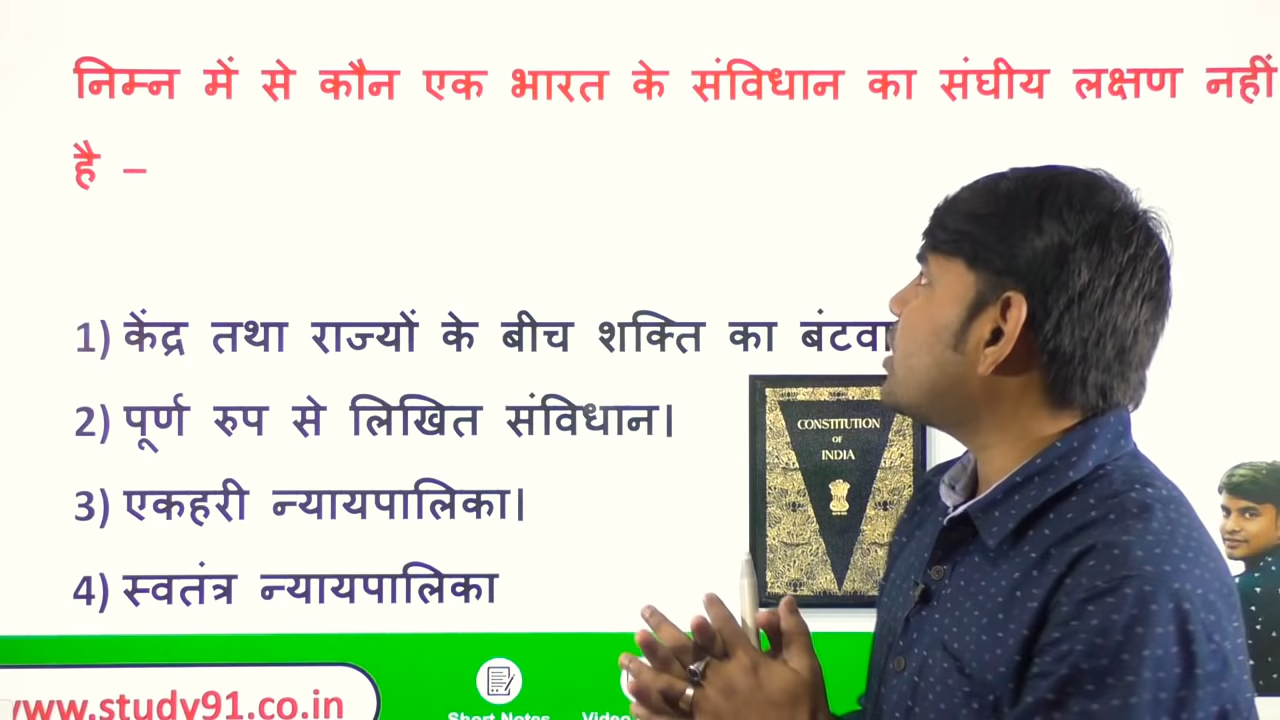 निम्न में से कौन एक भारत के संविधान का संघीय लक्षण नहीं
है –
1) केंद्र तथा राज्यों के बीच शक्ति का
2) पूर्ण रुप से लिखित संविधान।
CONSTITUTION
OF
INDIA
3) एकहरी न्यायपालिका।
4) स्वतंत्र न्यायपालिका
www.study91.co.in
Short Notes
Video